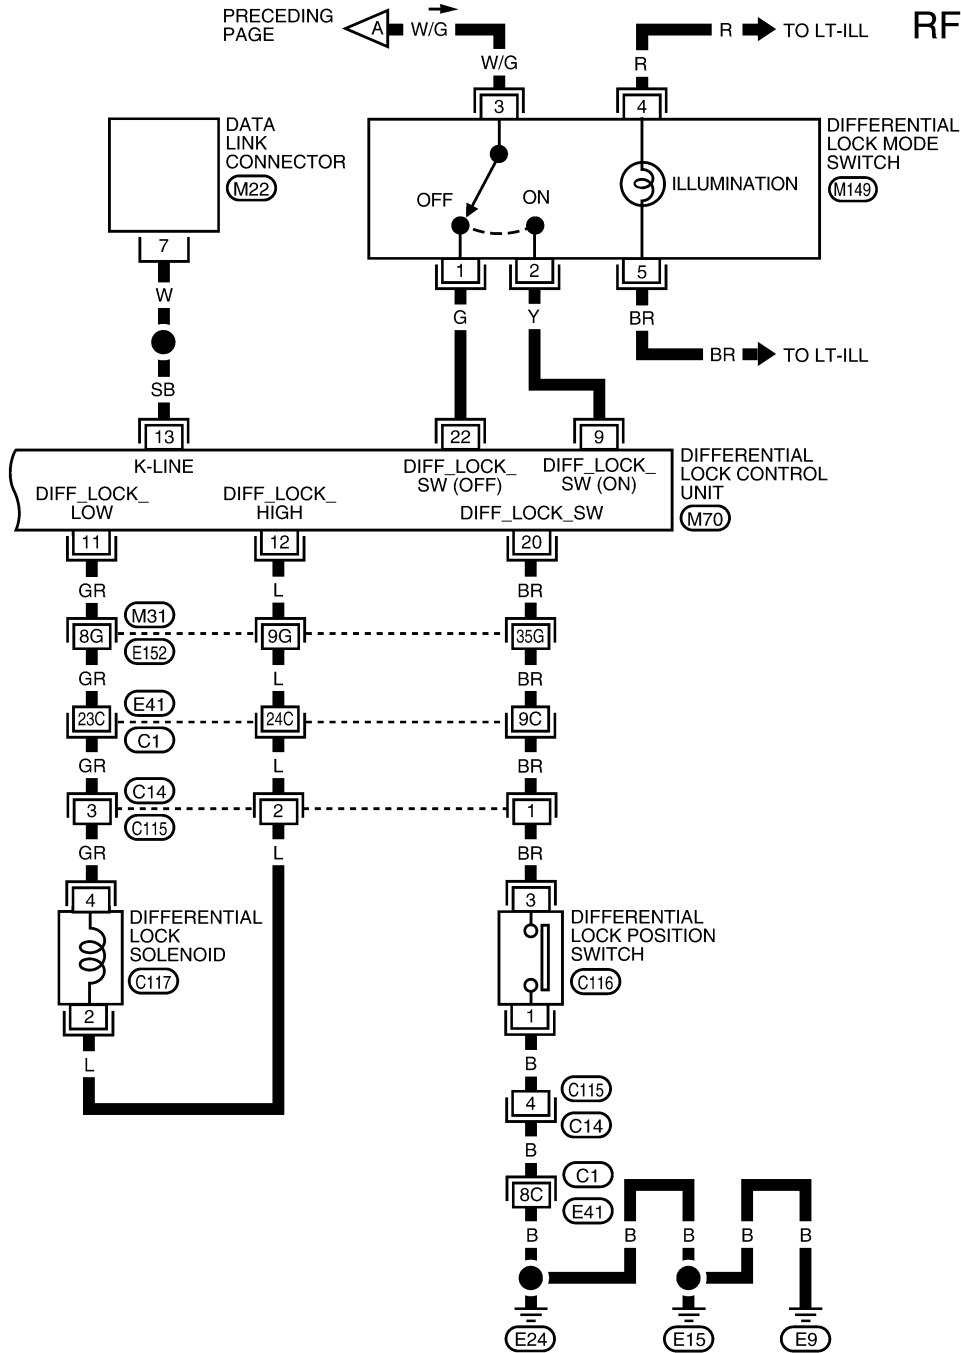 PRECEDING
PAGE
A
W/G
R
TO LT-ILL
RF
W/G
R
3
4
DATA
LINK
CONNECTOR
M22
DIFFERENTIAL
LOCK MODE
SWITCH
M149
ILLUMINATION
OFF
ON
7
1
2
5
W
G
Y
BR
BR
TO LT-ILL
SB
13
22
9
K-LINE
DIFF_LOCK_
SW (OFF)
DIFF_LOCK_
SW (ON)
DIFFERENTIAL
LOCK CONTROL
UNIT
M70
DIFF_LOCK_
LOW
DIFF_LOCK_
HIGH
DIFF_LOCK_SW
11
12
20
GR
L
BR
M31
8G
9G
35G
E152
GR
L
BR
E41
23C
24C
9C
C1
GR
L
BR
C14
3
2
1
C115
GR
L
BR
4
3
DIFFERENTIAL
LOCK
SOLENOID
C117
DIFFERENTIAL
LOCK POSITION
SWITCH
C116
2
1
L
B
C115
4
C14
B
C1
8C
E41
B
B
B
B
B
E24
E15
E9